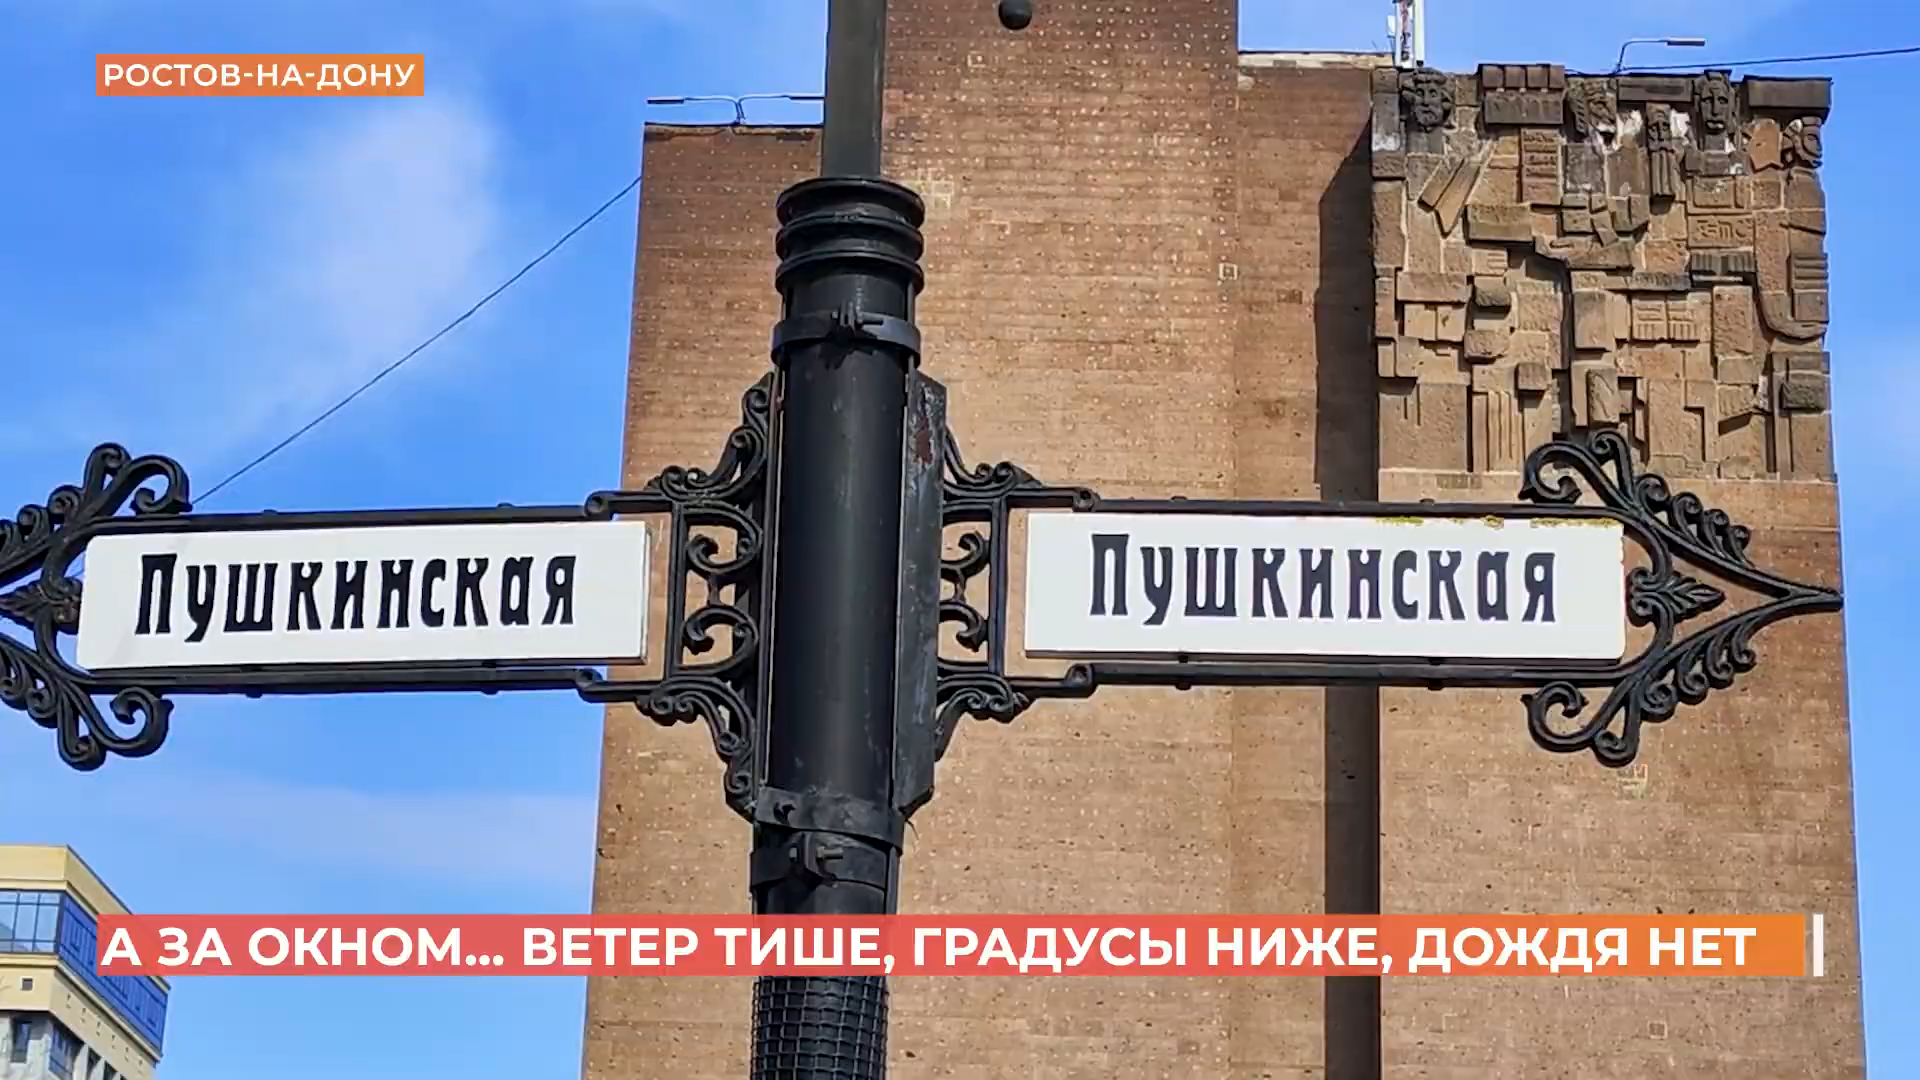 РОСТОВ-НА-ДОНУ
Пушкинская
Пушкинская
А ЗА ОКНОМ... ВЕТЕР ТИШЕ, ГРАДУСЫ НИЖЕ, ДОЖДЯ НЕТ